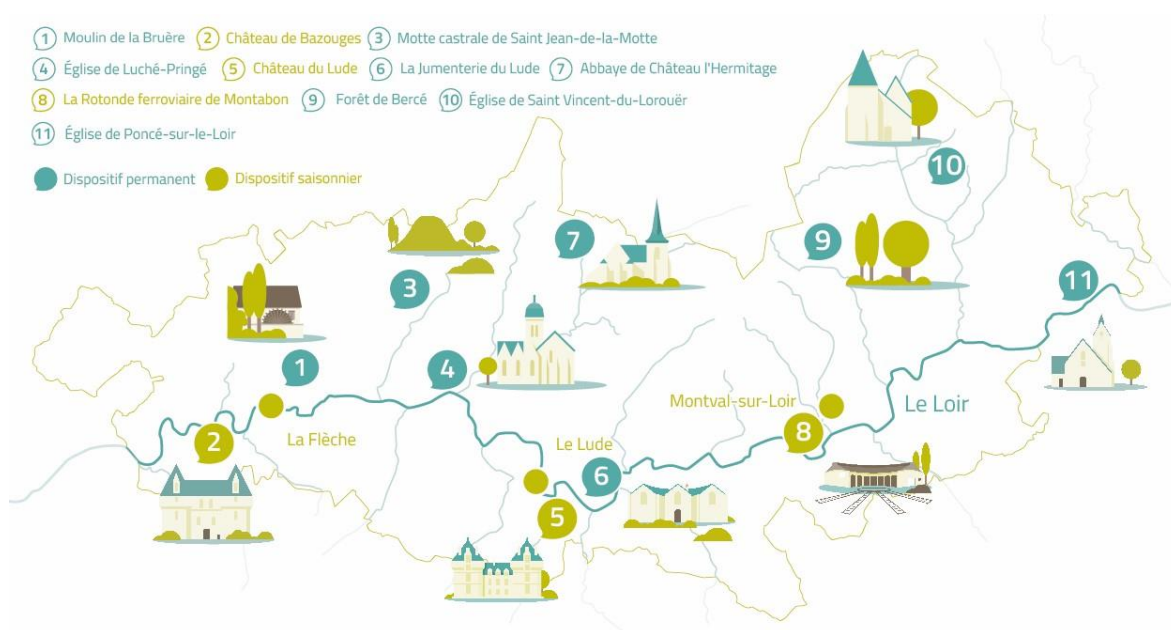 1 Moulin de la Bruère 2 Château de Bazouges 3 Motte castrale de Saint Jean-de-la-Motte
4 Église de Luché-Pringé 5 Château du Lude 6 La Jumenterie du Lude 7 Abbaye de Château l'Hermitage
8 La Rotonde ferroviaire de Montabon 9 Forêt de Bercé 10 Église de Saint Vincent-du-Lorouër
11 Église de Poncé-sur-le-Loir
Dispositif permanent Dispositif saisonnier
10
7
9
3
11
1
4
Montval-sur-Loir
Le Loir
2
La Flèche
8
Le Lude
6
5